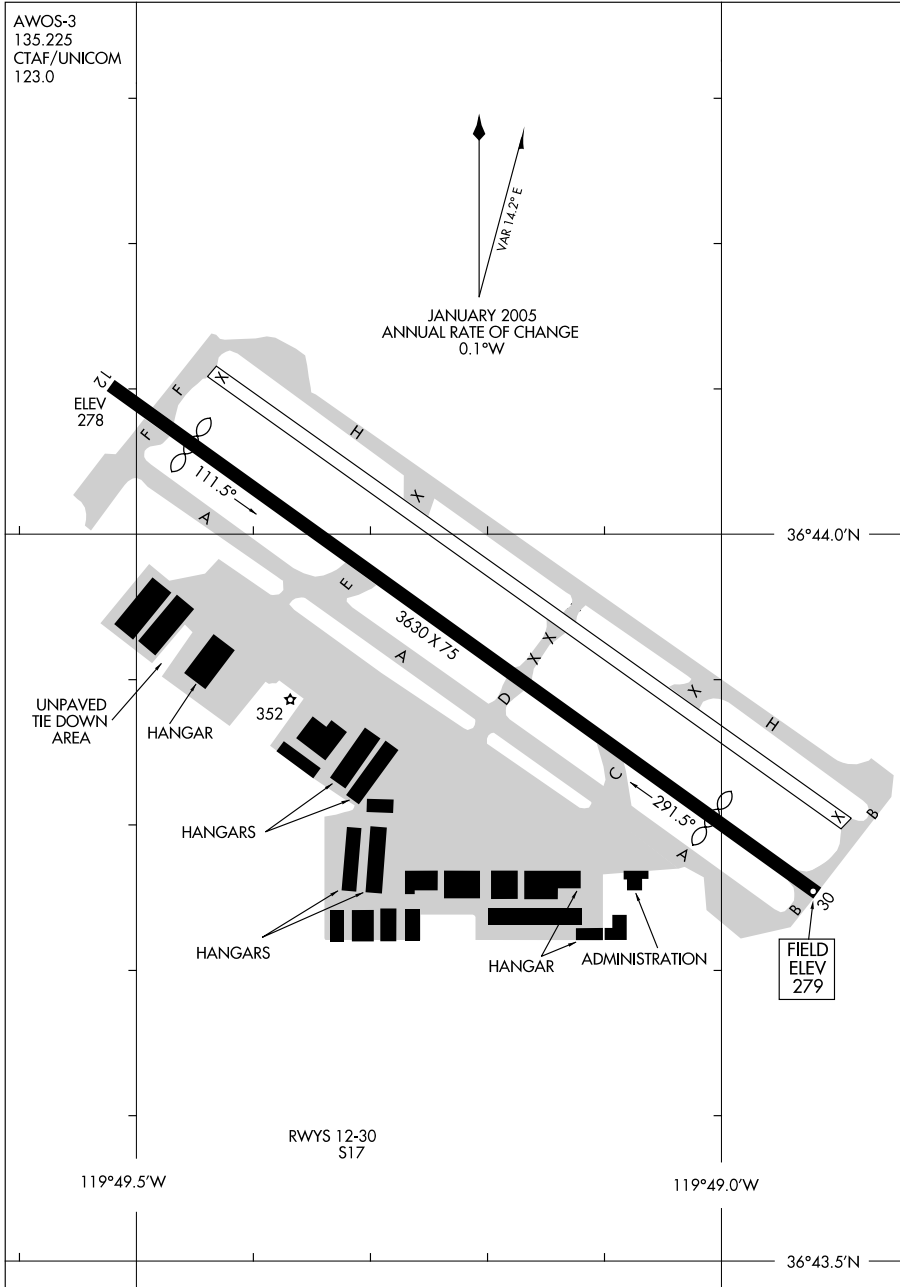 AWOS-3
135.225
CTAF/UNICOM
123.0
VAR 14.2° E
JANUARY 2005
ANNUAL RATE OF CHANGE
0.1°W
12
ELEV
278
F
F
X
H
X
111.5°
A
36°44.0'N
E
3630 X 75
A
X
X
D
X
H
UNPAVED
TIE DOWN
AREA
HANGAR
352
C
291.5°
X
B
HANGARS
A
B
30
HANGARS
HANGAR
ADMINISTRATION
FIELD
ELEV
279
RWYS 12-30
S17
119°49.5'W
119°49.0'W
36°43.5'N